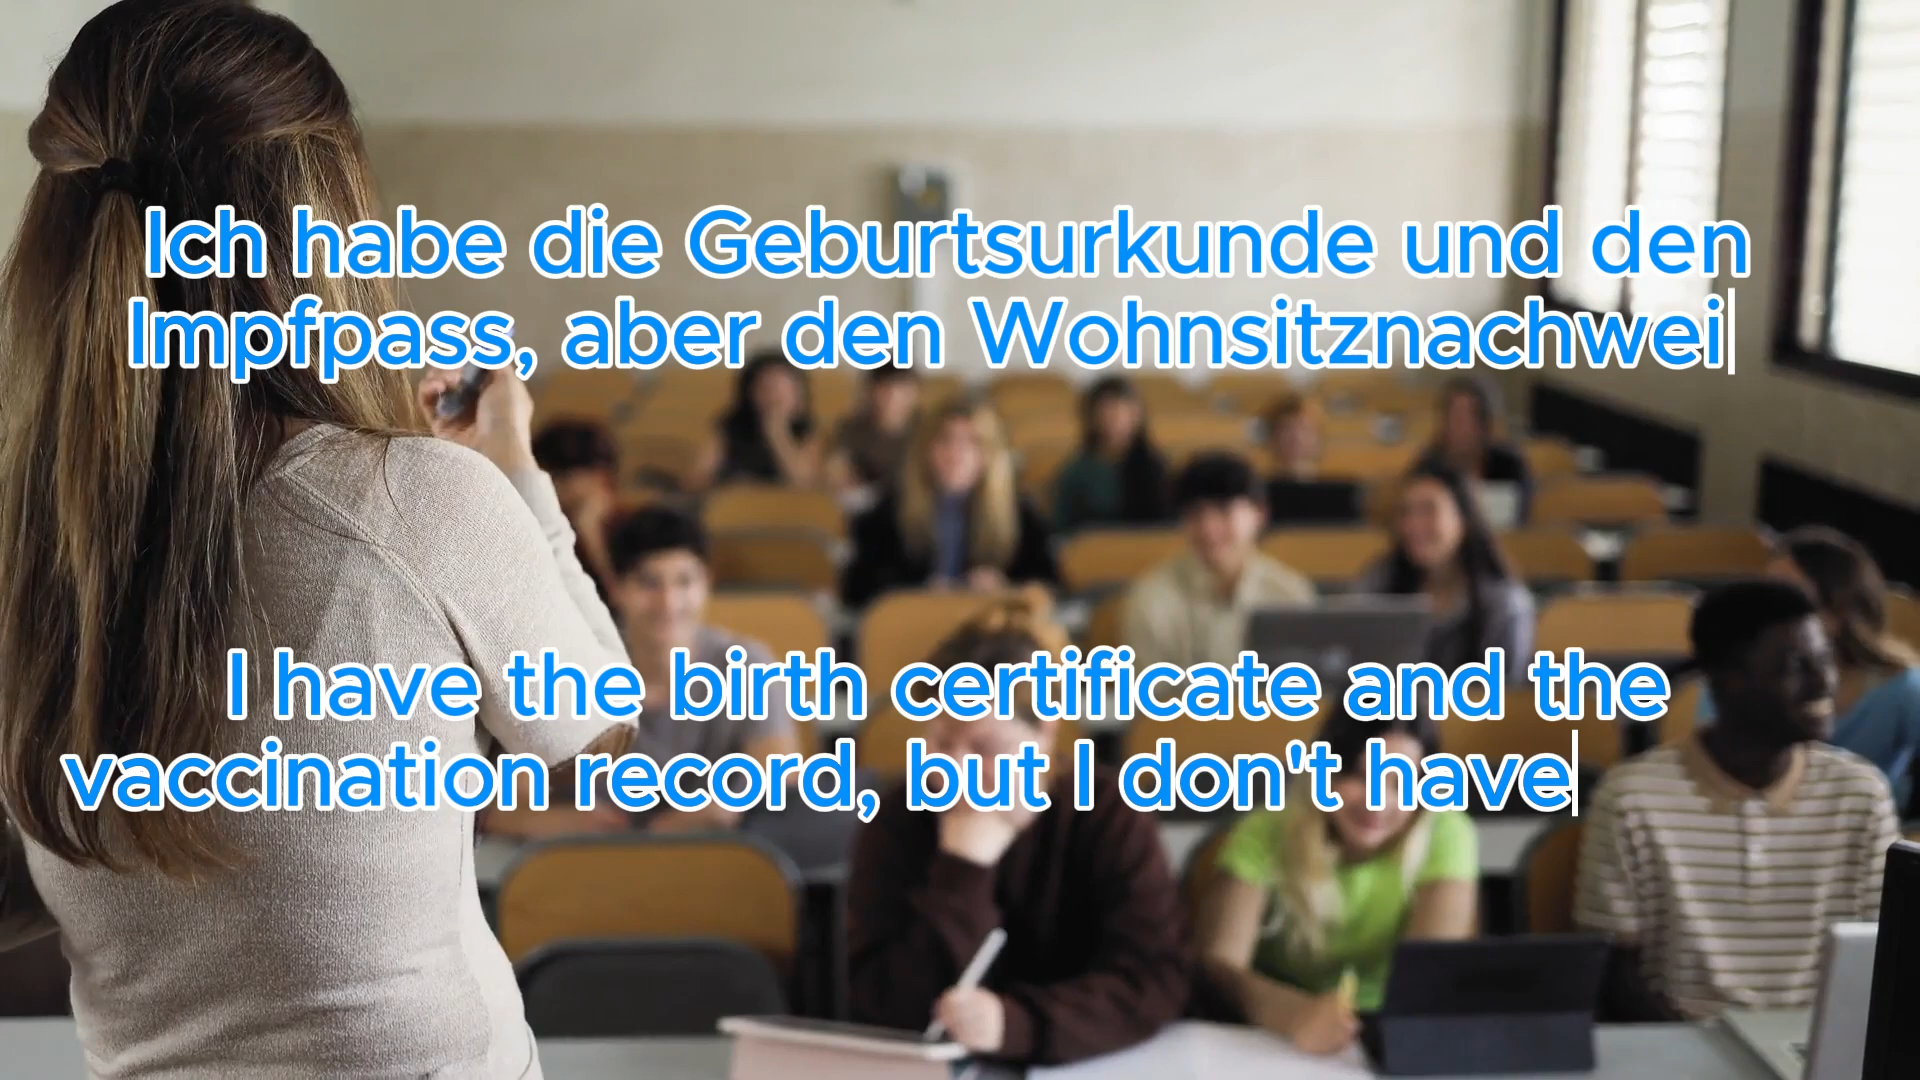 Ich habe die Geburtsurkunde und den
Impfpass, aber den Wohnsitznachwei
I have the birth certificate and the
vaccination record, but I don't have